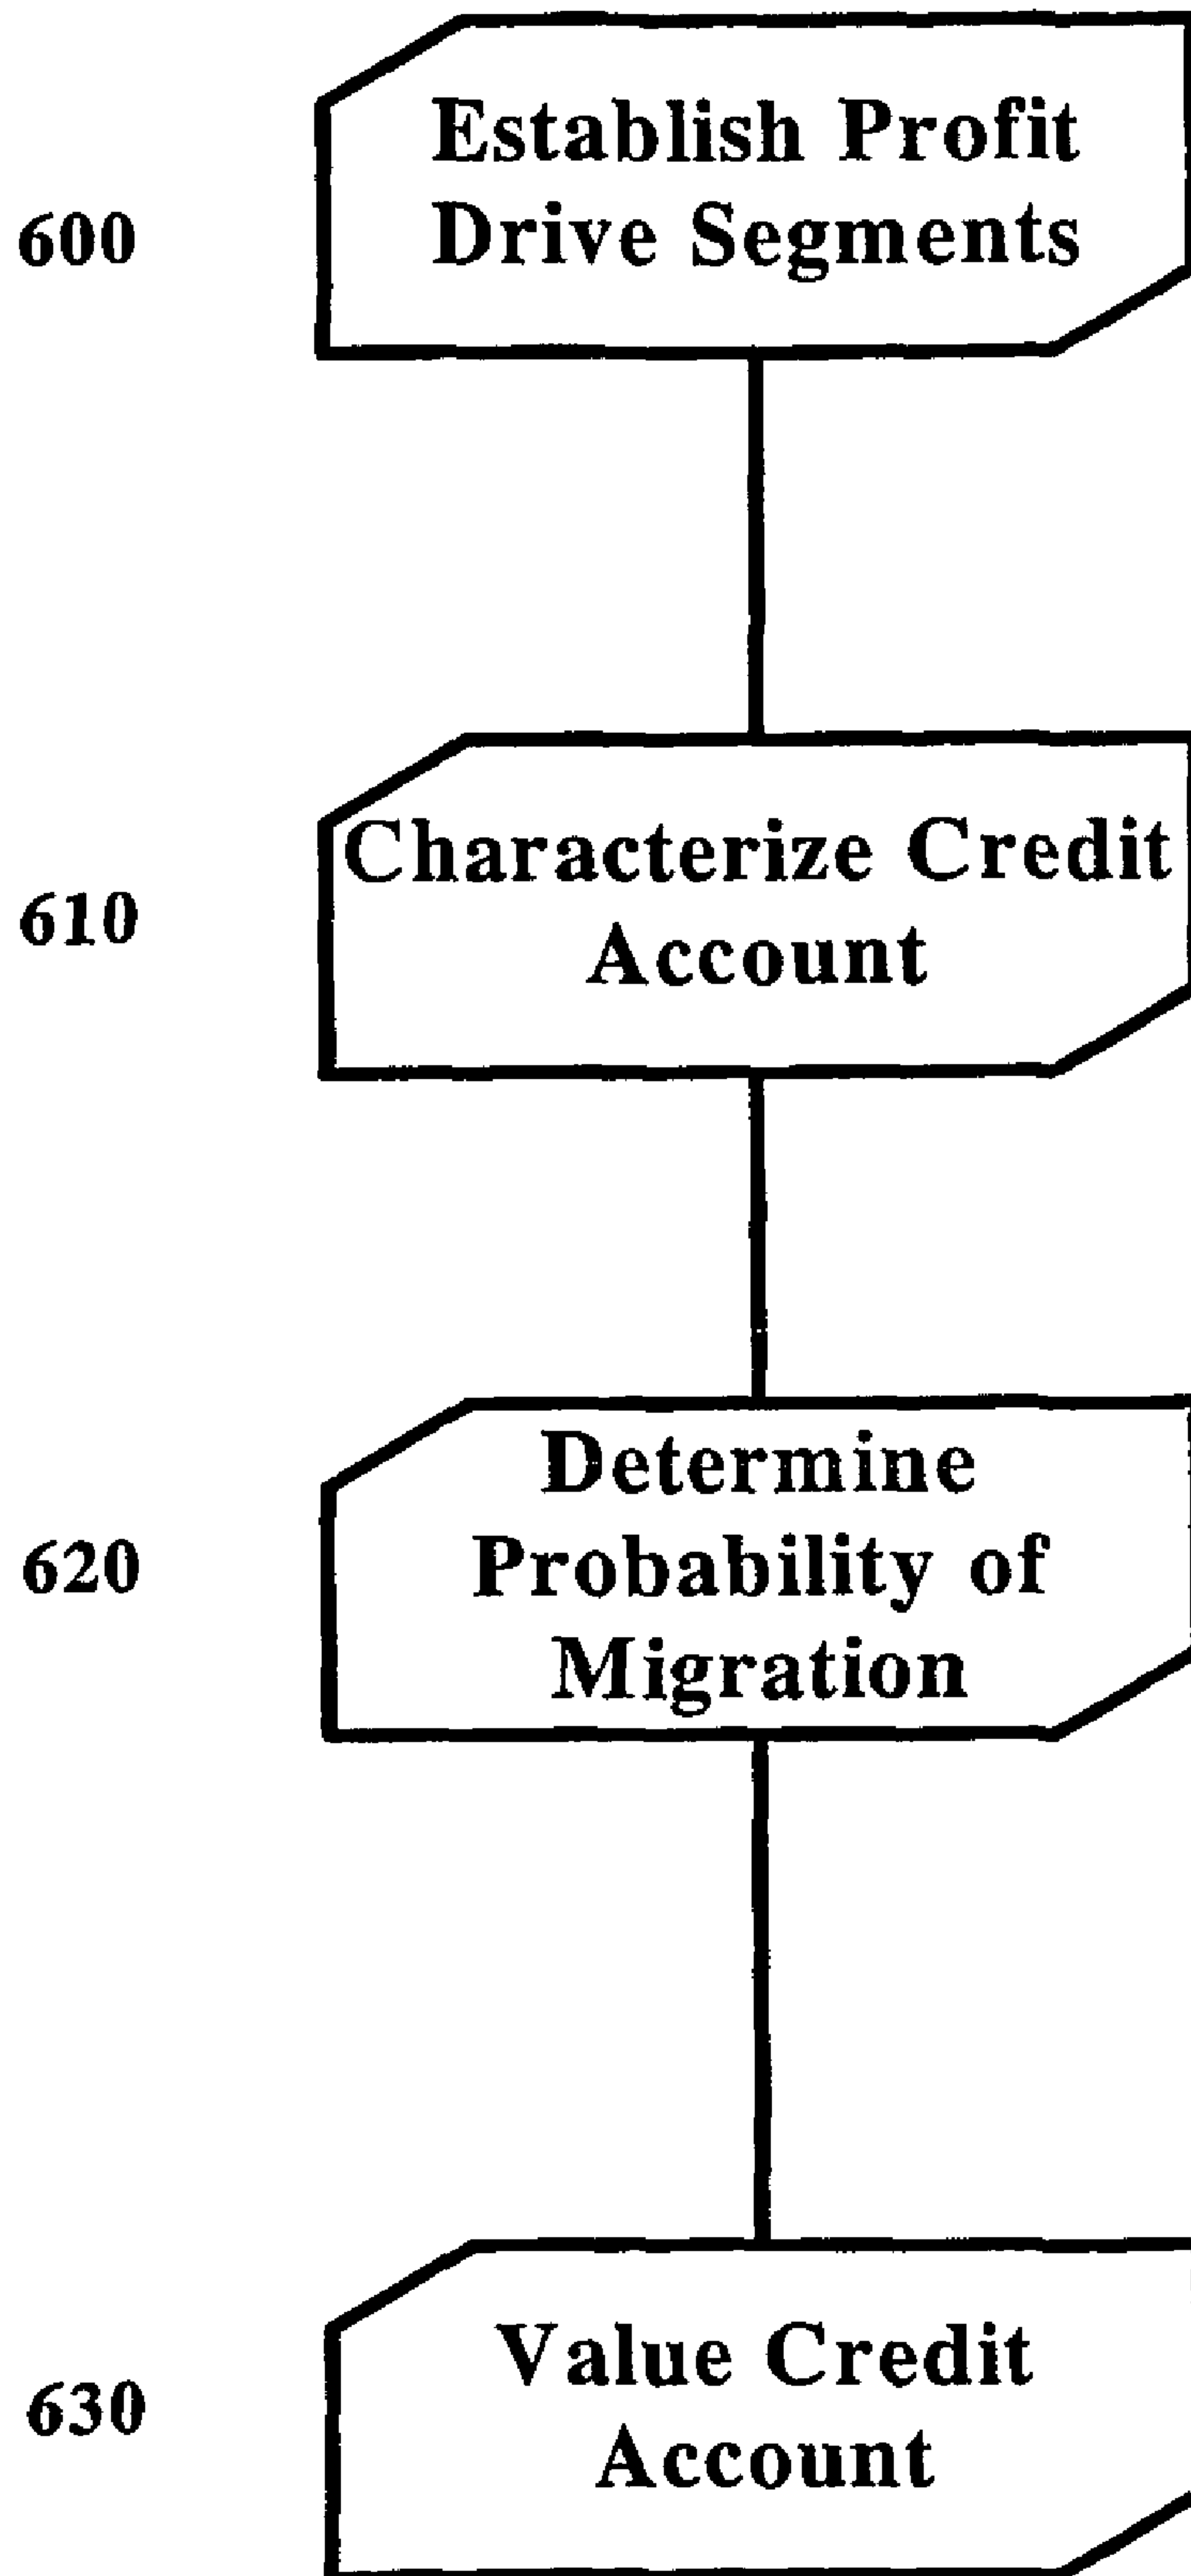 Establish Profit
Drive Segments
600
Characterize Credit
Account
610
Determine
Probability of
Migration
620
Value Credit
Account
630